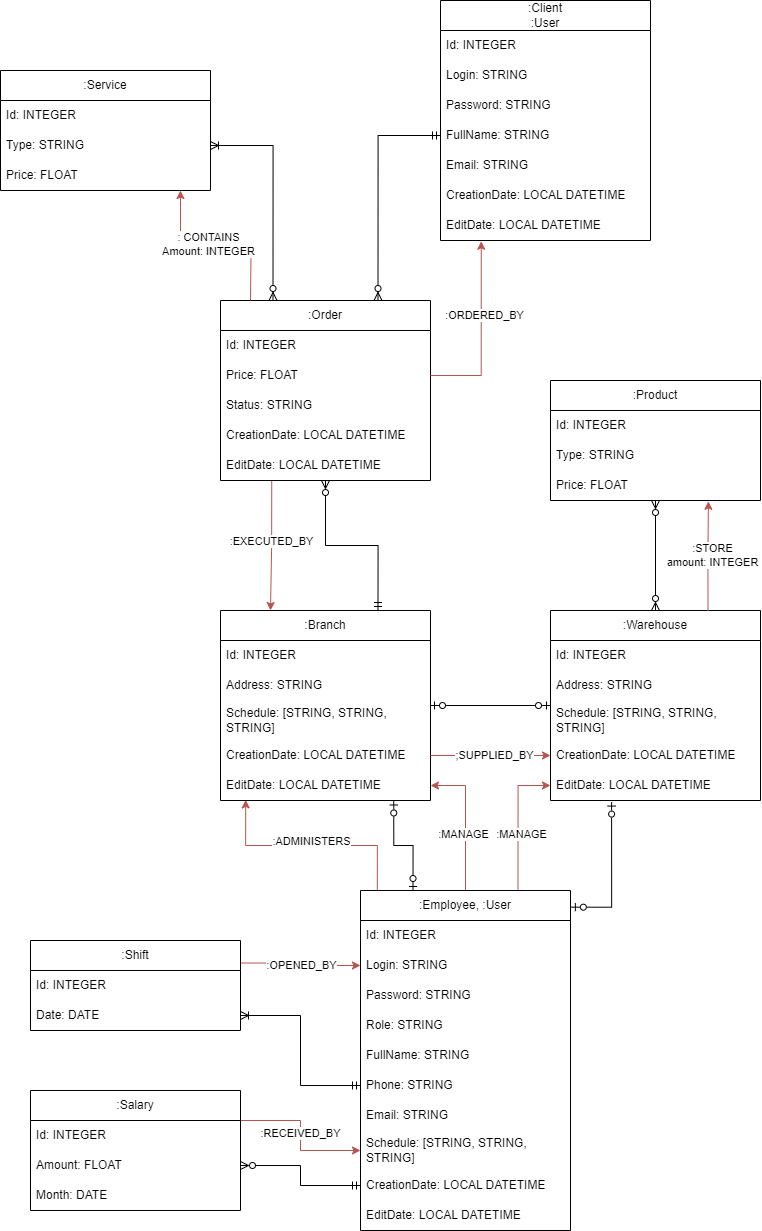 :Client
:User
Id: INTEGER
Login: STRING
Password: STRING
FullName: STRING
Email: STRING
CreationDate: LOCAL DATETIME
EditDate: LOCAL DATETIME
:Service
Id: INTEGER
Type: STRING
Price: FLOAT
: CONTAINS
Amount: INTEGER
:ORDERED_BY
:Order
Id: INTEGER
Price: FLOAT
Status: STRING
CreationDate: LOCAL DATETIME
EditDate: LOCAL DATETIME
:Product
Id: INTEGER
Type: STRING
Price: FLOAT
:EXECUTED_BY
:STORE
amount: INTEGER
:Branch
Id: INTEGER
Address: STRING
Schedule: [STRING, STRING,
STRING]
CreationDate: LOCAL DATETIME
EditDate: LOCAL DATETIME
;SUPPLIED_BY
:Warehouse
Id: INTEGER
Address: STRING
Schedule: [STRING, STRING,
STRING]
CreationDate: LOCAL DATETIME
EditDate: LOCAL DATETIME
:ADMINISTERS
:MANAGE
:MANAGE
:Employee, :User
Id: INTEGER
Login: STRING
Password: STRING
Role: STRING
FullName: STRING
Phone: STRING
Email: STRING
Schedule: [STRING, STRING,
STRING]
CreationDate: LOCAL DATETIME
EditDate: LOCAL DATETIME
:Shift
Id: INTEGER
Date: DATE
:OPENED_BY
:Salary
Id: INTEGER
Amount: FLOAT
Month: DATE
:RECEIVED_BY